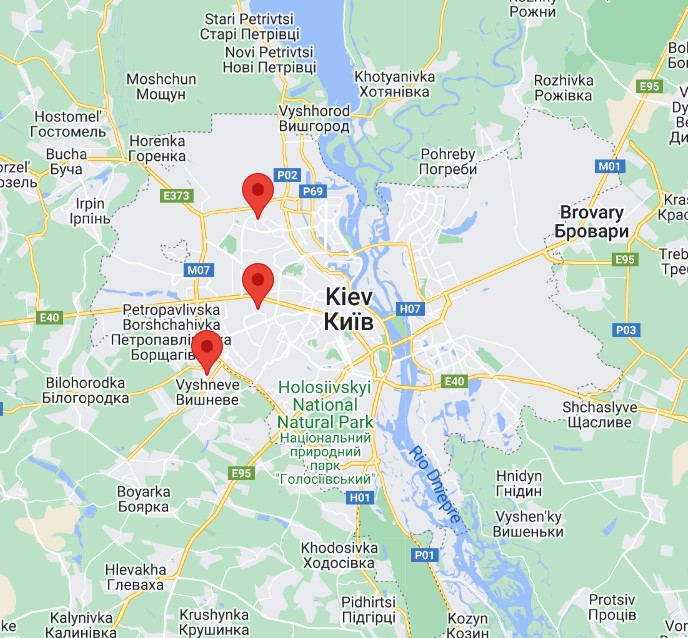 Rozhny
Рожни
Stari Petrivtsi
Старі Петрівці
Novi Petrivtsi
Нові Петрівці
Moshchun
Мощун
Khotyanivka
Хотянівка
Rozhivka
Рожівка
E95
Hostomel'
Гостомель
Vyshhorod
Вишгород
Horenka
Горенка
Bucha
Буча
Pohreby
Погреби
M01
P02
P69
E373
Irpin
Ірпінь
Brovary
Бровари
E95
M07
Kiev
Київ
H07
E40
Petropavlivska
Borshchahivka
P03
Bilohorodka
Білогородка
Vyshneve
Вишневе
Holosiivskyi
National
Natural Park
Національний
природний
парк
"Голосіївський"
E40
Shchaslyve
Щасливе
E95
Rio Dniepre
Hnidyn
Гнідин
Boyarka
Боярка
H01
Vyshen'ky
Вишеньки
Khodosivka
Ходосівка
P01
Hlevakha
Глеваха
Pidhirtsi
Підгірці
Protsiv
Проців
Kalynivka
Калинівка
Krushynka
Крушинка
Kozyn
Козин